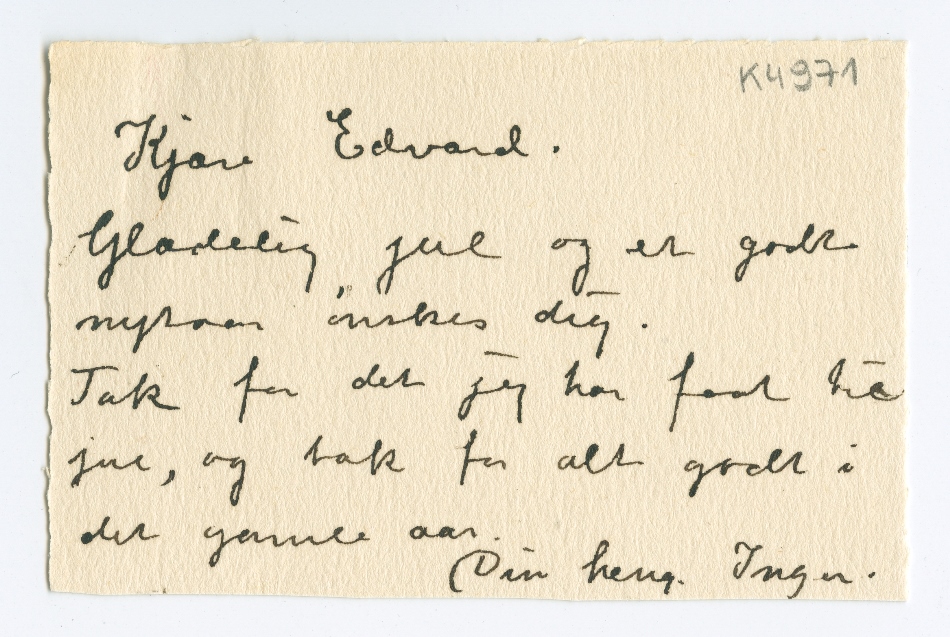 K4971
Kjære Edvard.
Glædelig jul og et godt
nytaar ønskes dig.
Tak for det jeg har faat til
jul, og tak for alt godt i
det gamle aar.
Din heng. Inger.